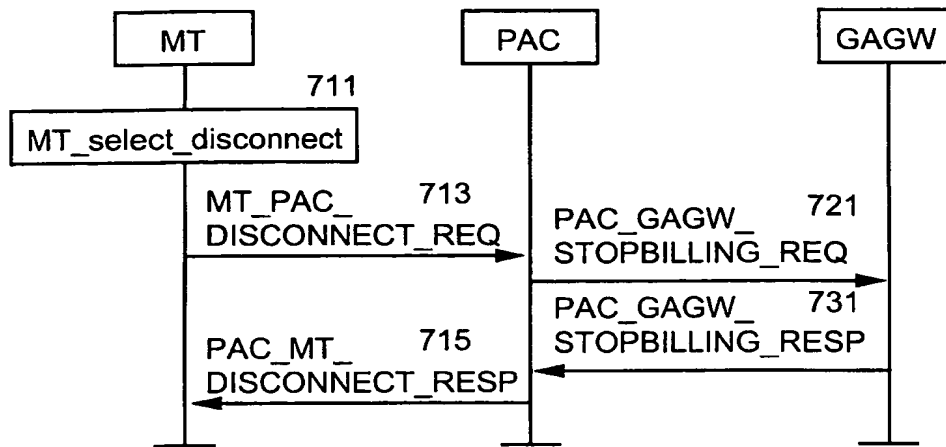 MT
PAC
GAGW
711
MT_select_disconnect
MT_PAC_
DISCONNECT_REQ
713
PAC_GAGW_
STOPBILLING_REQ
721
PAC_GAGW_
STOPBILLING_RESP
731
PAC_MT_
DISCONNECT_RESP
715